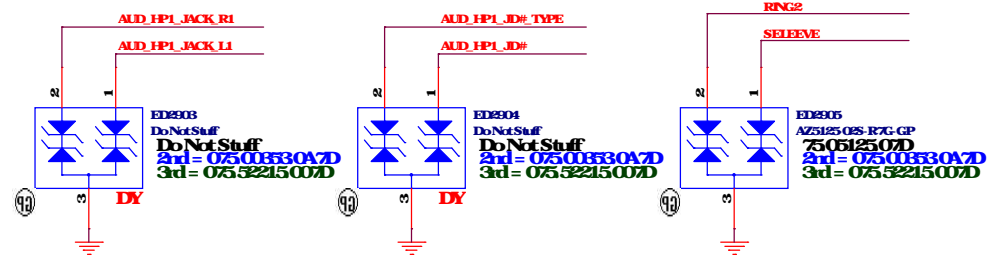 AUD_HP1_JACK_R1
AUD_HP1_JACK_L1
2
1
ED2903
Do Not Stuff
Do Not Stuff
2nd = 075.00353.0A7D
3rd = 075.52215.007D
3
DY
GP
AUD_HP1_JD#_TYPE
AUD_HP1_JD#
2
1
ED2904
Do Not Stuff
Do Not Stuff
2nd = 075.00353.0A7D
3rd = 075.52215.007D
3
DY
GP
RING2
SELEEVE
2
1
ED2905
AZ5125-02S-R7G-GP
75.05125.07D
2nd = 075.00353.0A7D
3rd = 075.52215.007D
3
GP